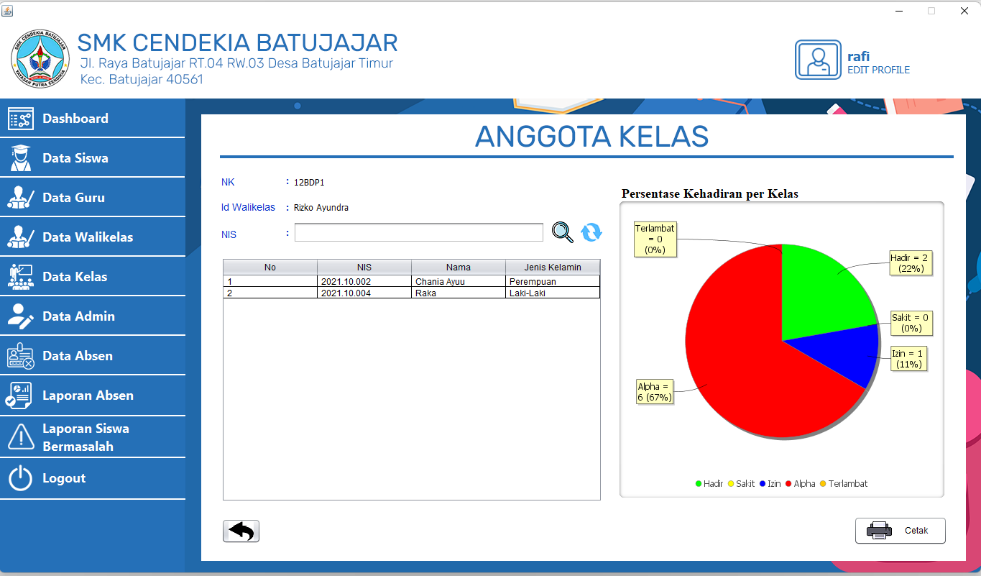 SMK CENDEKIA BATUJAJAR
Jl. Raya Batujajar RT.04 RW.03 Desa Batujajar Timur
Kec. Batujajar 40561
rafi
EDIT PROFILE
Dashboard
Data Siswa
Data Guru
Data Walikelas
Data Kelas
Data Admin
Data Absen
Laporan Absen
Laporan Siswa
Bermasalah
Logout
ANGGOTA KELAS
NK : 12BDP1
Id Walikelas : Rizko Ayundra
NIS :
No NIS Nama Jenis Kelamin
1 2021.10.002 Chania Ayuu Perempuan
2 2021.10.004 Raka Laki-Laki
Persentase Kehadiran per Kelas
Terlambat
= 0
(0%)
Hadir = 2
(22%)
Sakit = 0
(0%)
Izin = 1
(11%)
Alpha =
6 (67%)
Hadir Sakit Izin Alpha Terlambat
Cetak